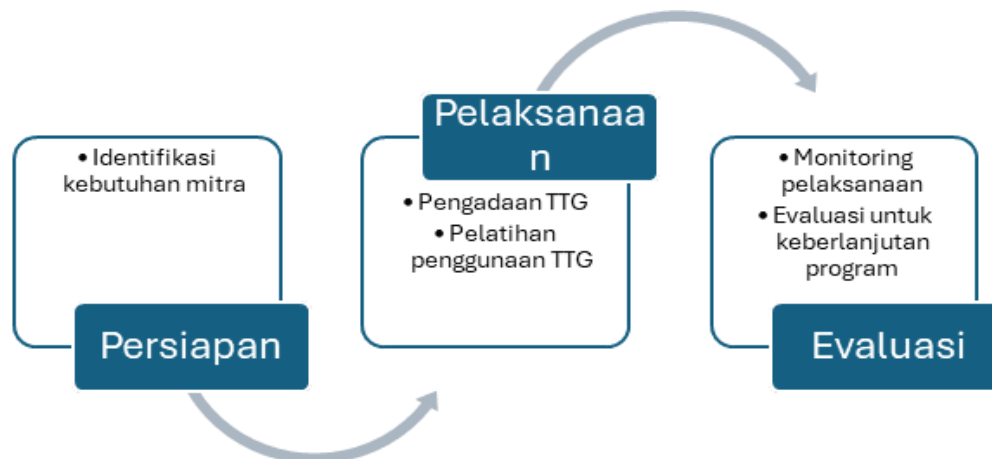 • Identifikasi
kebutuhan mitra
Persiapan
Pelaksanaa
n
• Pengadaan TTG
• Pelatihan
penggunaan TTG
• Monitoring
pelaksanaan
• Evaluasi untuk
keberlanjutan
program
Evaluasi